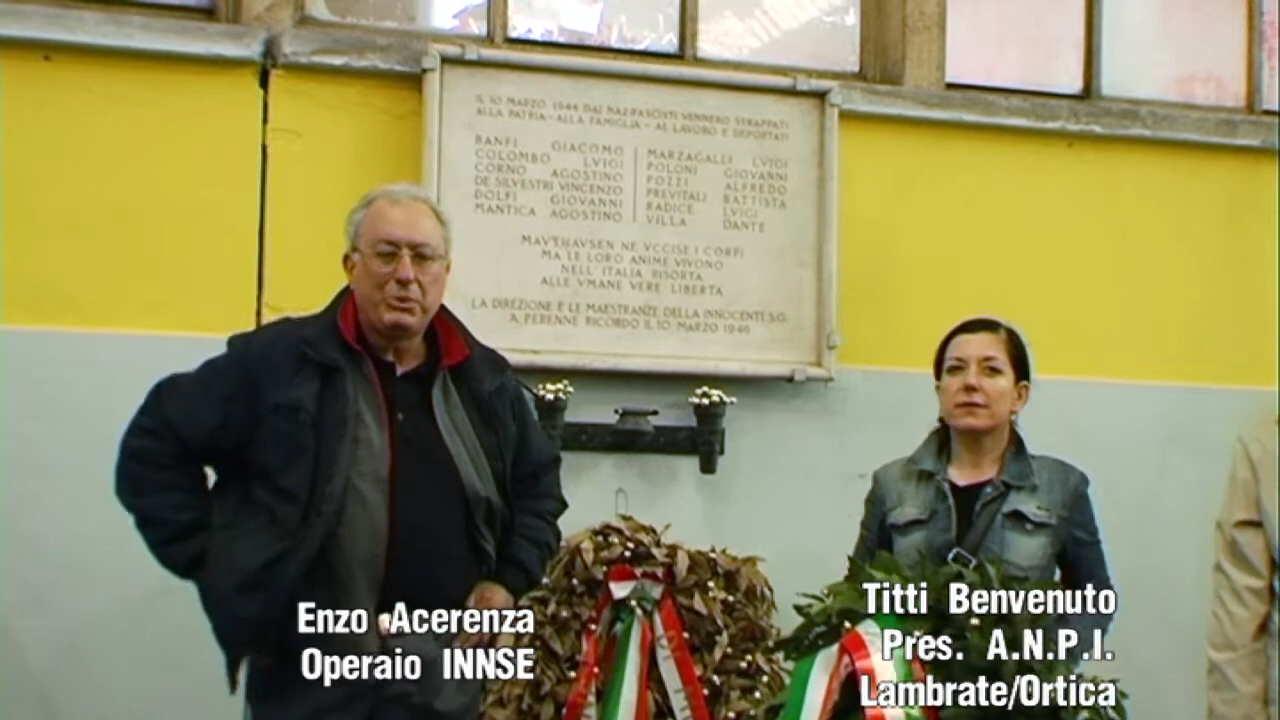 IL 10 MARZO 1944 DAI NAZIFASCISTI VENNERO STRAPPATI
ALLA PATRIA - ALLA FAMIGLIA - AL LAVORO E DEPORTATI
BANFI GIACOMO
COLOMBO LVIGI
CORNO AGOSTINO
DE SILVESTRI VINCENZO
DOLFI GIOVANNI
MANTICA AGOSTINO
MARZAGALLI LVIGI
POLONI GIOVANNI
POZZI ALFREDO
PREVITALI BATTISTA
RADICE LVIGI
VILLA DANTE
MAVTHAVSEN NE VCCISE I CORPI
MA LE LORO ANIME VIVONO
NELL'ITALIA RISORTA
ALLE VMANE VERE LIBERTA
LA DIREZIONE E LE MAESTRANZE DELLA INNOCENTI S.G.
A PERENNE RICORDO IL 10 MARZO 1946
Enzo Acerenza
Operaio INNSE
Titti Benvenuto
Pres. A.N.P.I.
Lambrate/Ortica